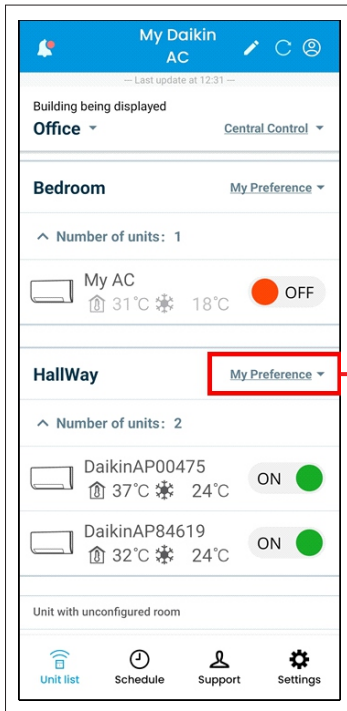 My Daikin
AC
— Last update at 12:31 —
Building being displayed
Office Central Control
Bedroom My Preference
Number of units: 1
My AC
31°C 18°C OFF
HallWay My Preference
Number of units: 2
DaikinAP00475
37°C 24°C ON
DaikinAP84619
32°C 24°C ON
Unit with unconfigured room
Unit list Schedule Support Settings